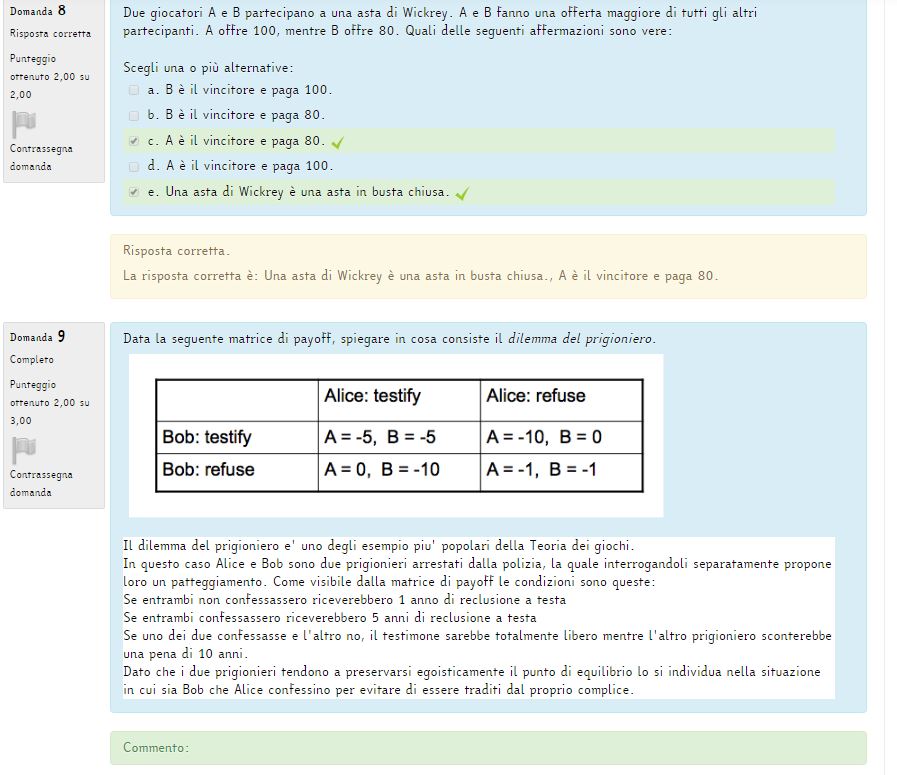 Domanda 8
Risposta corretta
Punteggio
ottenuto 2,00 su
2,00
Contrassegna
domanda
Due giocatori A e B partecipano a una asta di Wickrey. A e B fanno una offerta maggiore di tutti gli altri
partecipanti. A offre 100, mentre B offre 80. Quali delle seguenti affermazioni sono vere:
Scegli una o più alternative:
a. B è il vincitore e paga 100.
b. B è il vincitore e paga 80.
c. A è il vincitore e paga 80.
d. A è il vincitore e paga 100.
e. Una asta di Wickrey è una asta in busta chiusa.
Risposta corretta.
La risposta corretta è: Una asta di Wickrey è una asta in busta chiusa., A è il vincitore e paga 80.
Domanda 9
Completo
Punteggio
ottenuto 2,00 su
3,00
Contrassegna
domanda
Data la seguente matrice di payoff, spiegare in cosa consiste il dilemma del prigioniero.
Alice: testify Alice: refuse
Bob: testify A = -5, B = -5 A = -10, B = 0
Bob: refuse A = 0, B = -10 A = -1, B = -1
Il dilemma del prigioniero e' uno degli esempio piu' popolari della Teoria dei giochi.
In questo caso Alice e Bob sono due prigionieri arrestati dalla polizia, la quale interrogandoli separatamente propone
loro un patteggiamento. Come visibile dalla matrice di payoff le condizioni sono queste:
Se entrambi non confessassero riceverebbero 1 anno di reclusione a testa
Se entrambi confessassero riceverebbero 5 anni di reclusione a testa
Se uno dei due confessasse e l'altro no, il testimone sarebbe totalmente libero mentre l'altro prigioniero sconterebbe
una pena di 10 anni.
Dato che i due prigionieri tendono a preservarsi egoisticamente il punto di equilibrio lo si individua nella situazione
in cui sia Bob che Alice confessino per evitare di essere traditi dal proprio complice.
Commento: